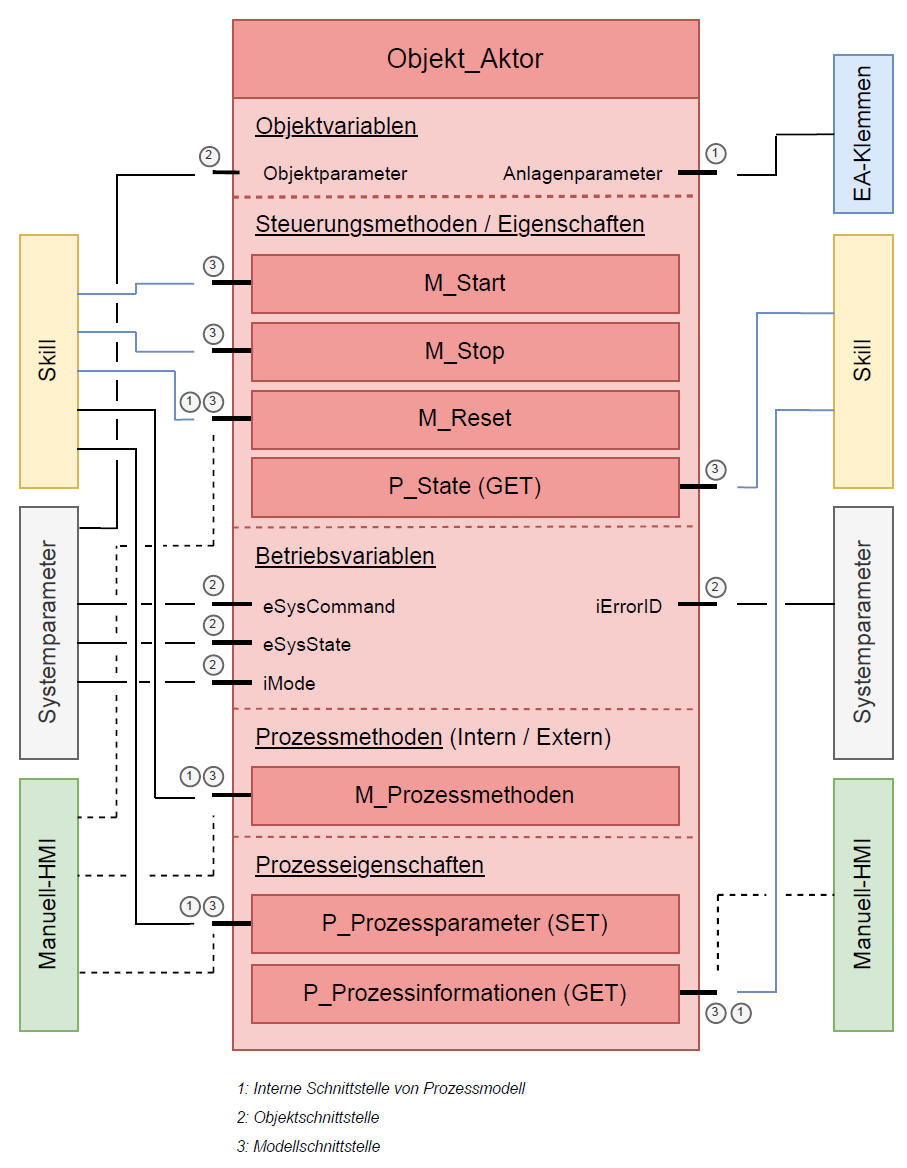 Objekt_Aktor
EA-Klemmen
Objektvariablen
2
1
Objektparameter
Anlagenparameter
Steuerungsmethoden / Eigenschaften
Skill
Skill
3
M_Start
3
M_Stop
1 3
M_Reset
P_State (GET)
3
Systemparameter
Systemparameter
Betriebsvariablen
2
eSysCommand
2
iErrorID
2
eSysState
2
iMode
Prozessmethoden (Intern / Extern)
Manuell-HMI
Manuell-HMI
1 3
M_Prozessmethoden
Prozesseigenschaften
1 3
P_Prozessparameter (SET)
P_Prozessinformationen (GET)
3 1
1: Interne Schnittstelle von Prozessmodell
2: Objektschnittstelle
3: Modellschnittstelle